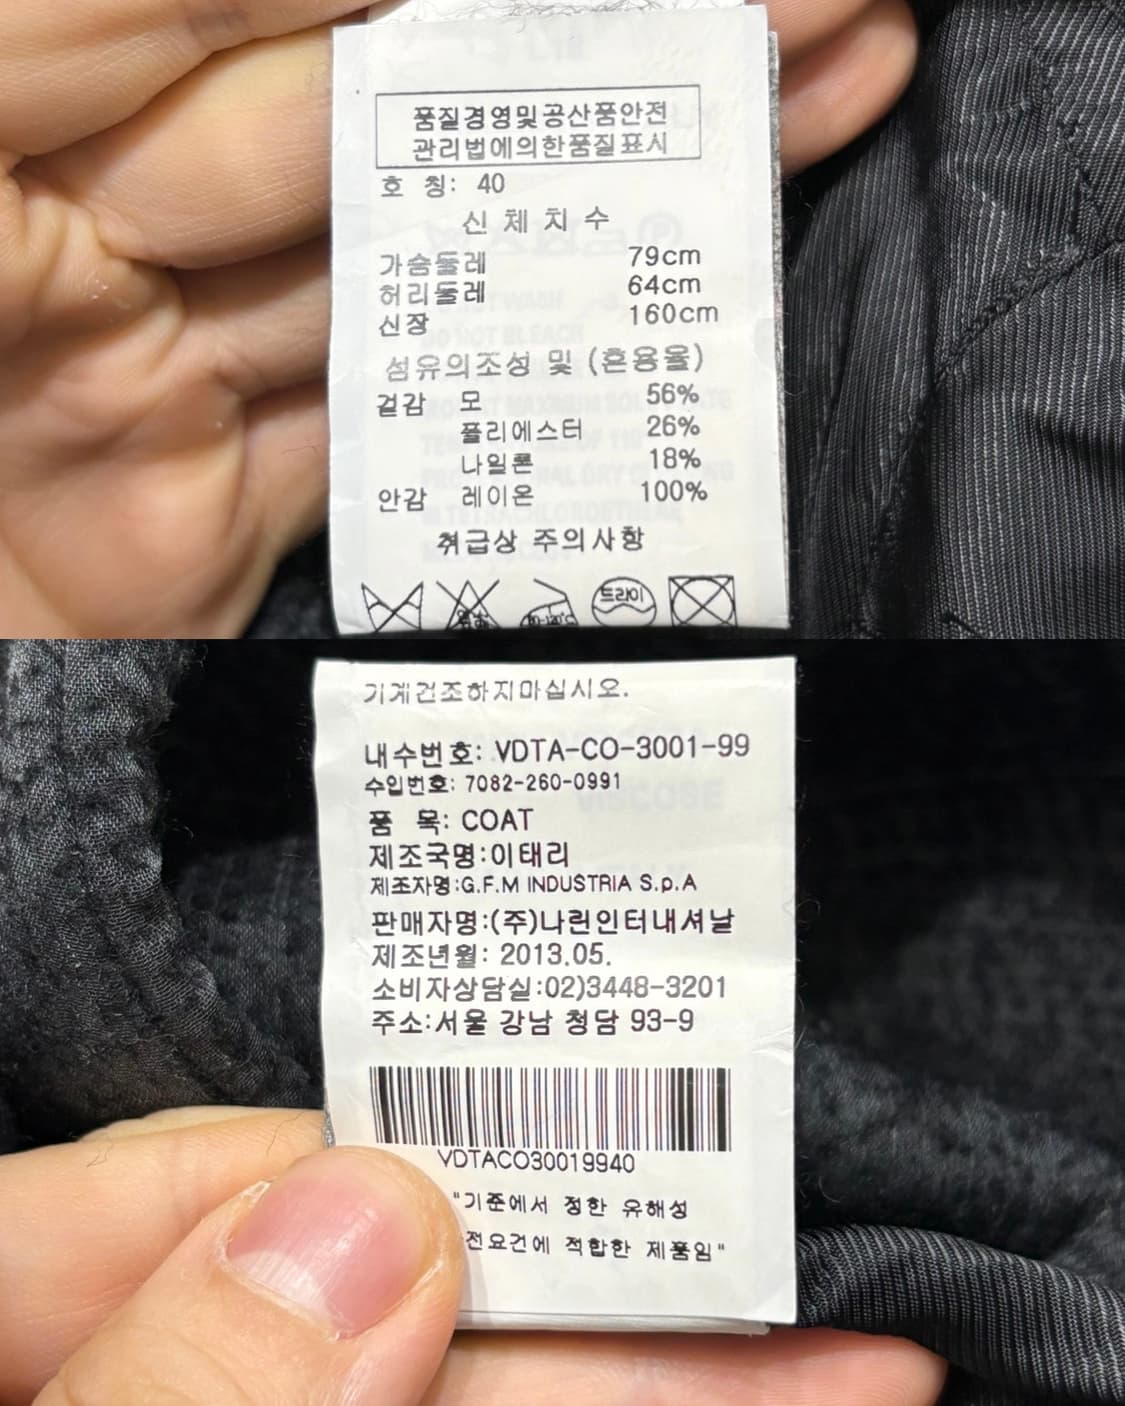 품질경영및공산품안전
관리법에의한품질표시
호 칭: 40
신 체 치 수
가슴둘레 79cm
허리둘레 64cm
신장 160cm
섬유의조성 및 (혼용율)
겉감 모 56%
폴리에스터 26%
나일론 18%
안감 레이온 100%
취급상 주의사항
드라이
기계건조하지마십시오.
내수번호: VDTA-CO-3001-99
수입번호: 7082-260-0991
품 목: COAT
제조국명:이태리
제조자명:G.F.M INDUSTRIA S.p.A
판매자명:(주)나린인터내셔날
제조년월: 2013.05.
소비자상담실:02)3448-3201
주소:서울 강남 청담 93-9
VDTACO30019940
"기준에서 정한 유해성
전요건에 적합한 제품임"